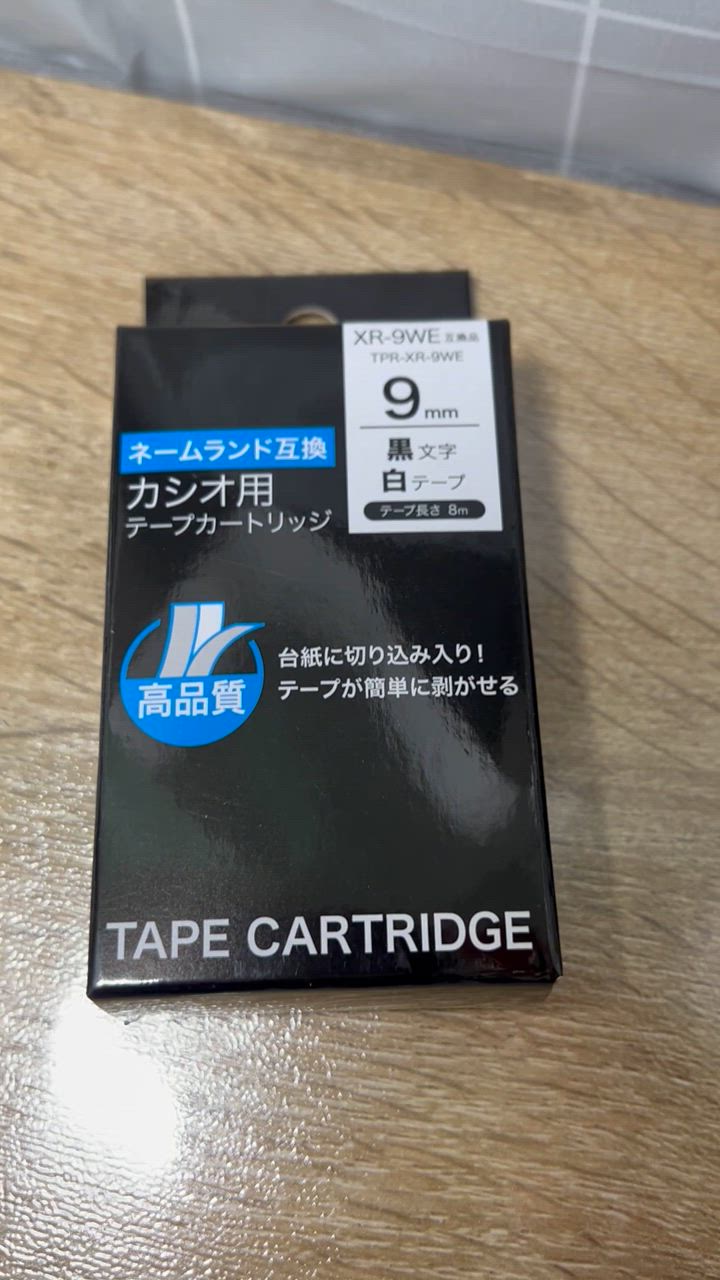 XR-9WE 互換品
TPR-XR-9WE
9mm
黒文字
白テープ
テープ長さ 8m
ネームランド互換
カシオ用
テープカートリッジ
高品質
台紙に切り込み入り!
テープが簡単に剥がせる
TAPE CARTRIDGE